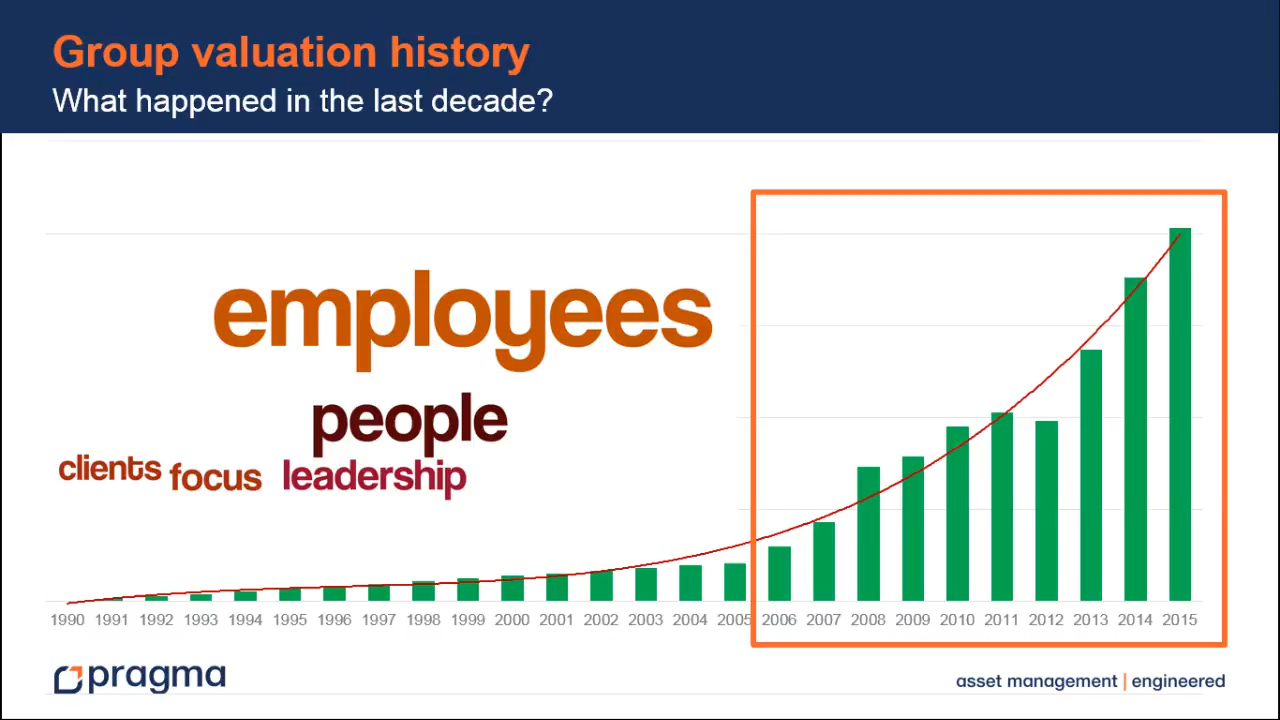 Group valuation history
What happened in the last decade?
employees
people
clients focus leadership
1990 1991 1992 1993 1994 1995 1996 1997 1998 1999 2000 2001 2002 2003 2004 2005 2006 2007 2008 2009 2010 2011 2012 2013 2014 2015
pragma
asset management | engineered